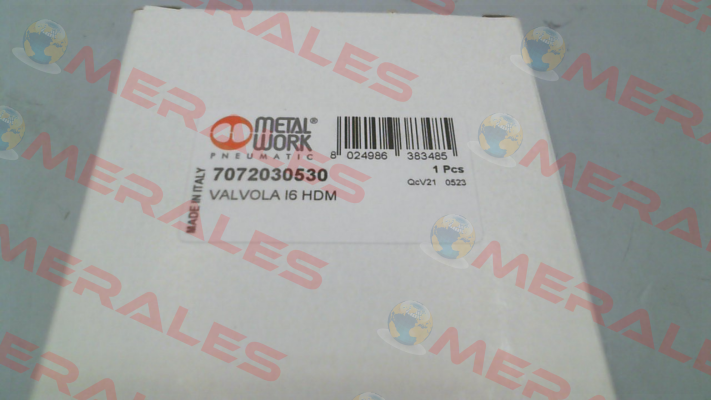 METAL®
WORK
PNEUMATIC
8 024986 383485
7072030530
1 Pcs
VALVOLA I6 HDM
QcV21 0523
MADE IN ITALY
MERALES
MERALES
MERALES
MERALES
MERALES
MERALES